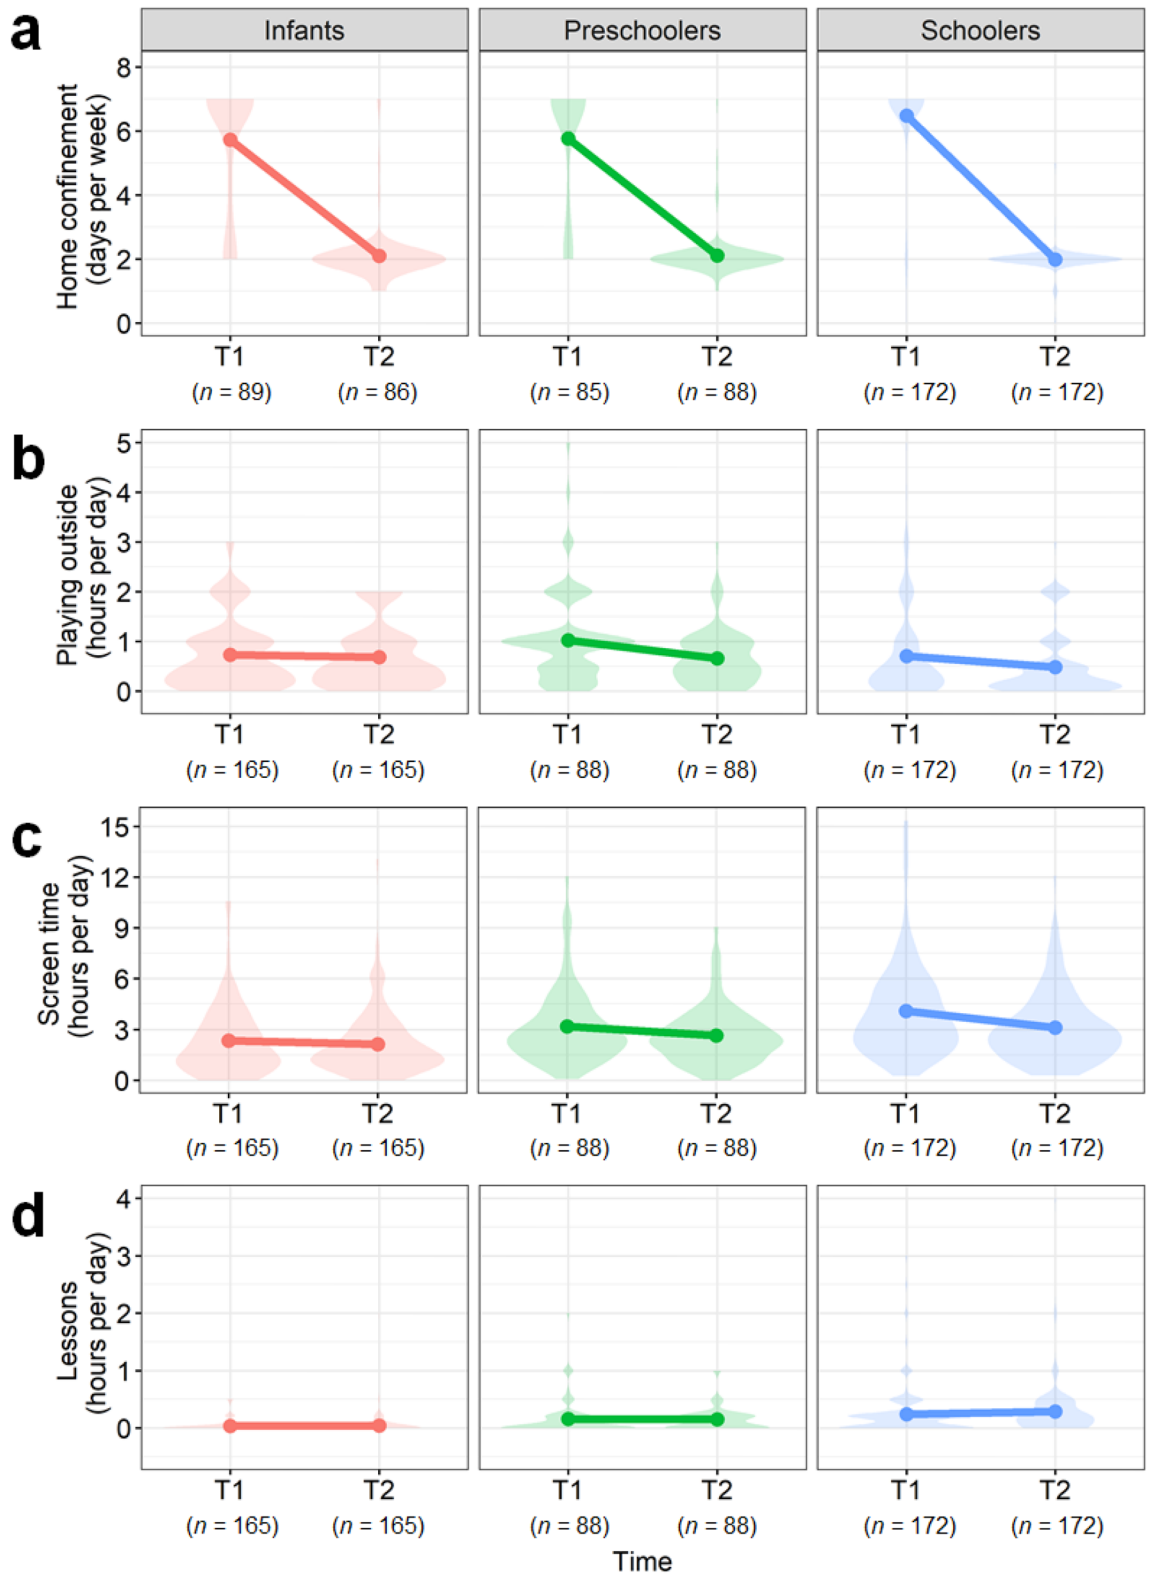 a
Infants Preschoolers Schoolers
Home confinement
(days per week)
8
6
4
2
0
T1 T2 T1 T2 T1 T2
(n = 89) (n = 86) (n = 85) (n = 88) (n = 172) (n = 172)
b
Playing outside
(hours per day)
5
4
3
2
1
0
T1 T2 T1 T2 T1 T2
(n = 165) (n = 165) (n = 88) (n = 88) (n = 172) (n = 172)
c
Screen time
(hours per day)
15
12
9
6
3
0
T1 T2 T1 T2 T1 T2
(n = 165) (n = 165) (n = 88) (n = 88) (n = 172) (n = 172)
d
Lessons
(hours per day)
4
3
2
1
0
T1 T2 T1 T2 T1 T2
(n = 165) (n = 165) (n = 88) (n = 88) (n = 172) (n = 172)
Time